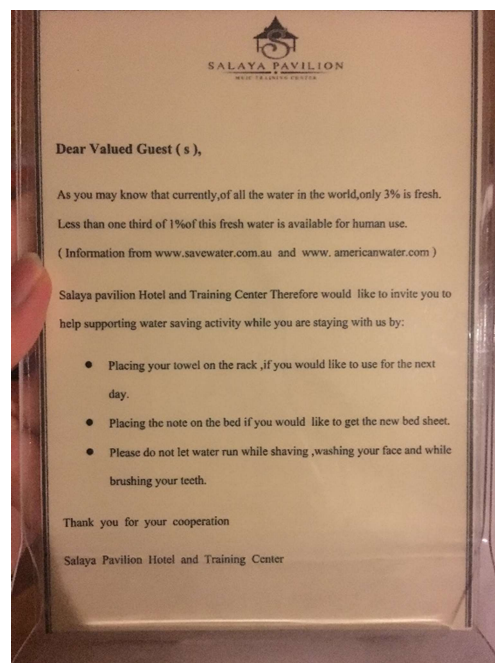 SALAYA PAVILION
MUIC TRAINING CENTER
Dear Valued Guest ( s ),
As you may know that currently,of all the water in the world,only 3% is fresh.
Less than one third of 1%of this fresh water is available for human use.
( Information from www.savewater.com.au and www. americanwater.com )
Salaya pavilion Hotel and Training Center Therefore would like to invite you to
help supporting water saving activity while you are staying with us by:
● Placing your towel on the rack ,if you would like to use for the next
day.
● Placing the note on the bed if you would like to get the new bed sheet.
● Please do not let water run while shaving ,washing your face and while
brushing your teeth.
Thank you for your cooperation
Salaya Pavilion Hotel and Training Center